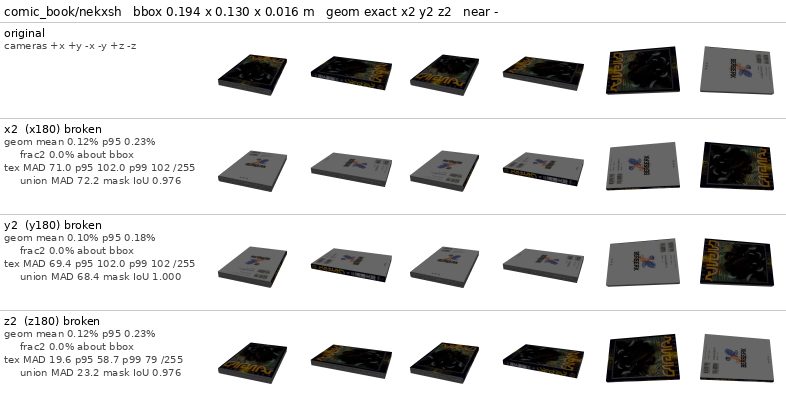 comic_book/nekxsh   bbox 0.194 x 0.130 x 0.016 m   geom exact x2 y2 z2   near -
original
cameras +x +y -x -y +z -z
x2  (x180) broken
geom mean 0.12% p95 0.23%
frac2 0.0% about bbox
tex MAD 71.0 p95 102.0 p99 102 /255
union MAD 72.2 mask IoU 0.976
y2  (y180) broken
geom mean 0.10% p95 0.18%
frac2 0.0% about bbox
tex MAD 69.4 p95 102.0 p99 102 /255
union MAD 68.4 mask IoU 1.000
z2  (z180) broken
geom mean 0.12% p95 0.23%
frac2 0.0% about bbox
tex MAD 19.6 p95 58.7 p99 79 /255
union MAD 23.2 mask IoU 0.976